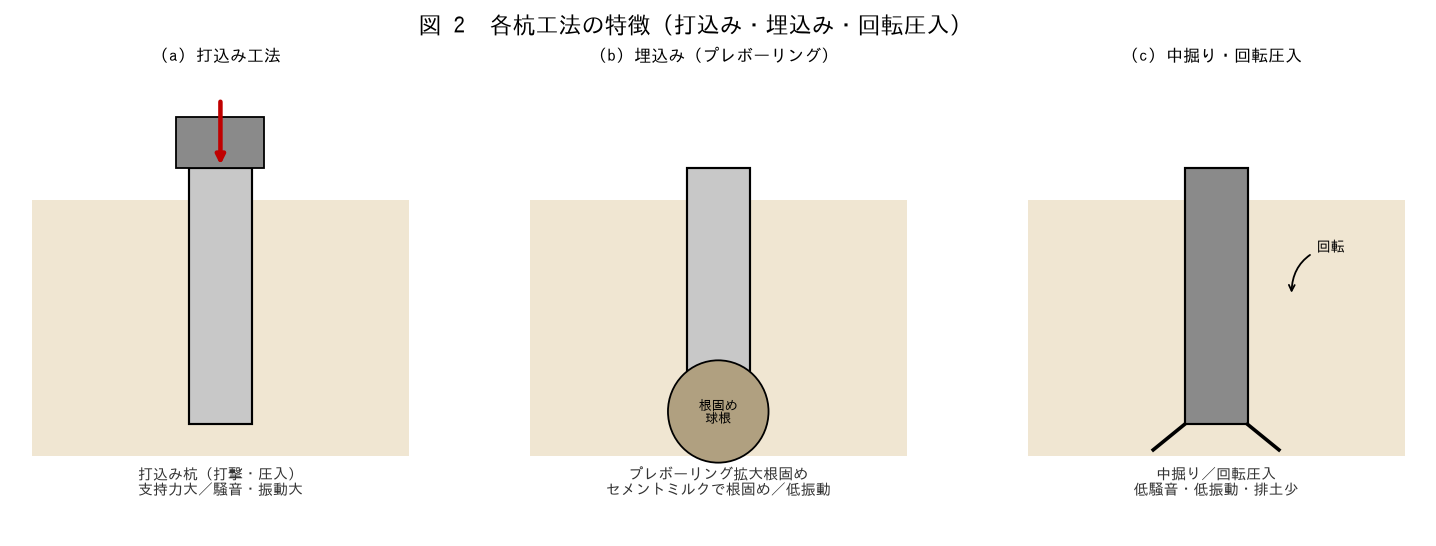 図 2　各杭工法の特徴（打込み・埋込み・回転圧入）
（a）打込み工法
（b）埋込み（プレボーリング）
（c）中掘り・回転圧入
回転
根固め
球根
打込み杭（打撃・圧入）
支持力大／騒音・振動大
プレボーリング拡大根固め
セメントミルクで根固め／低振動
中掘り／回転圧入
低騒音・低振動・排土少